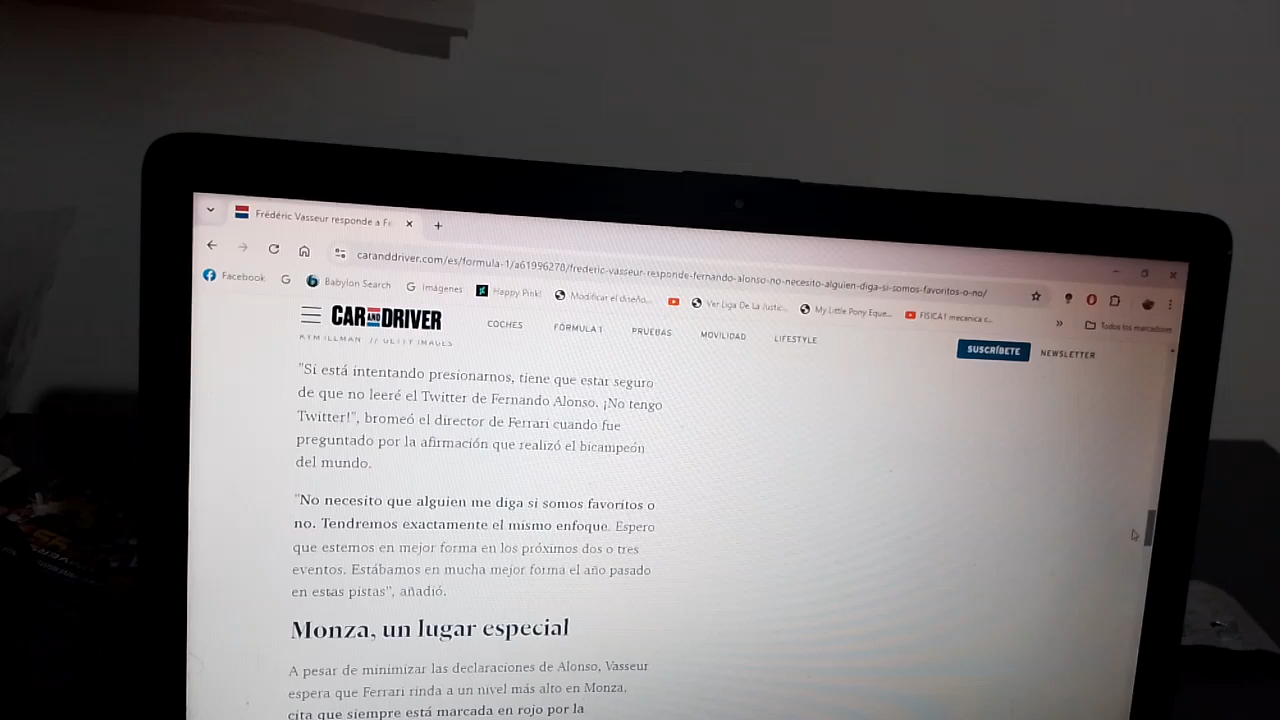 Frédéric Vasseur responde a Fe
caranddriver.com/es/formula-1/a61996278/frederic-vasseur-responde-fernando-alonso-no-necesito-alguien-diga-si-somos-favoritos-o-no/
Facebook
Babylon Search
Imágenes
Happy Pink!
Modificar el diseño...
Ver Liga De La Justic...
My Little Pony Eque...
FISICA1 mecanica c...
Todos los marcadores
CAR AND DRIVER
COCHES
FÓRMULA 1
PRUEBAS
MOVILIDAD
LIFESTYLE
SUSCRÍBETE
NEWSLETTER
KYM ILLMAN // GETTY IMAGES
"Si está intentando presionarnos, tiene que estar seguro
de que no leeré el Twitter de Fernando Alonso. ¡No tengo
Twitter!", bromeó el director de Ferrari cuando fue
preguntado por la afirmación que realizó el bicampeón
del mundo.
"No necesito que alguien me diga si somos favoritos o
no. Tendremos exactamente el mismo enfoque. Espero
que estemos en mejor forma en los próximos dos o tres
eventos. Estábamos en mucha mejor forma el año pasado
en estas pistas", añadió.
Monza, un lugar especial
A pesar de minimizar las declaraciones de Alonso, Vasseur
espera que Ferrari rinda a un nivel más alto en Monza,
cita que siempre está marcada en rojo por la